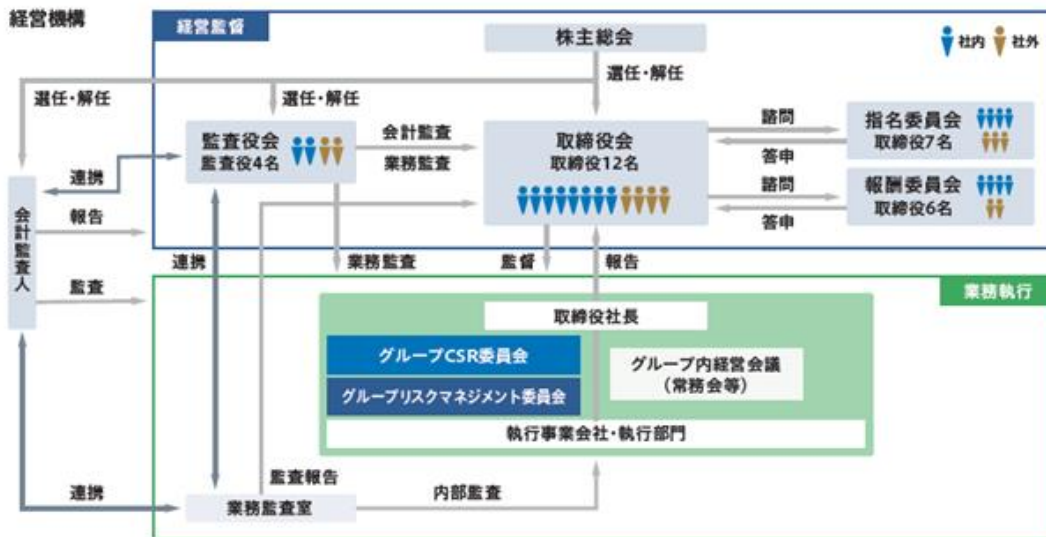 経営機構
経営監督
株主総会
社内 社外
選任・解任
選任・解任
選任・解任
監査役会
監査役4名
会計監査
業務監査
取締役会
取締役12名
諮問
答申
指名委員会
取締役7名
諮問
答申
報酬委員会
取締役6名
連携
会計監査人
報告
監査
連携
業務監査
監督
報告
業務執行
取締役社長
グループCSR委員会
グループリスクマネジメント委員会
グループ内経営会議
（常務会等）
執行事業会社・執行部門
監査報告
内部監査
連携
業務監査室